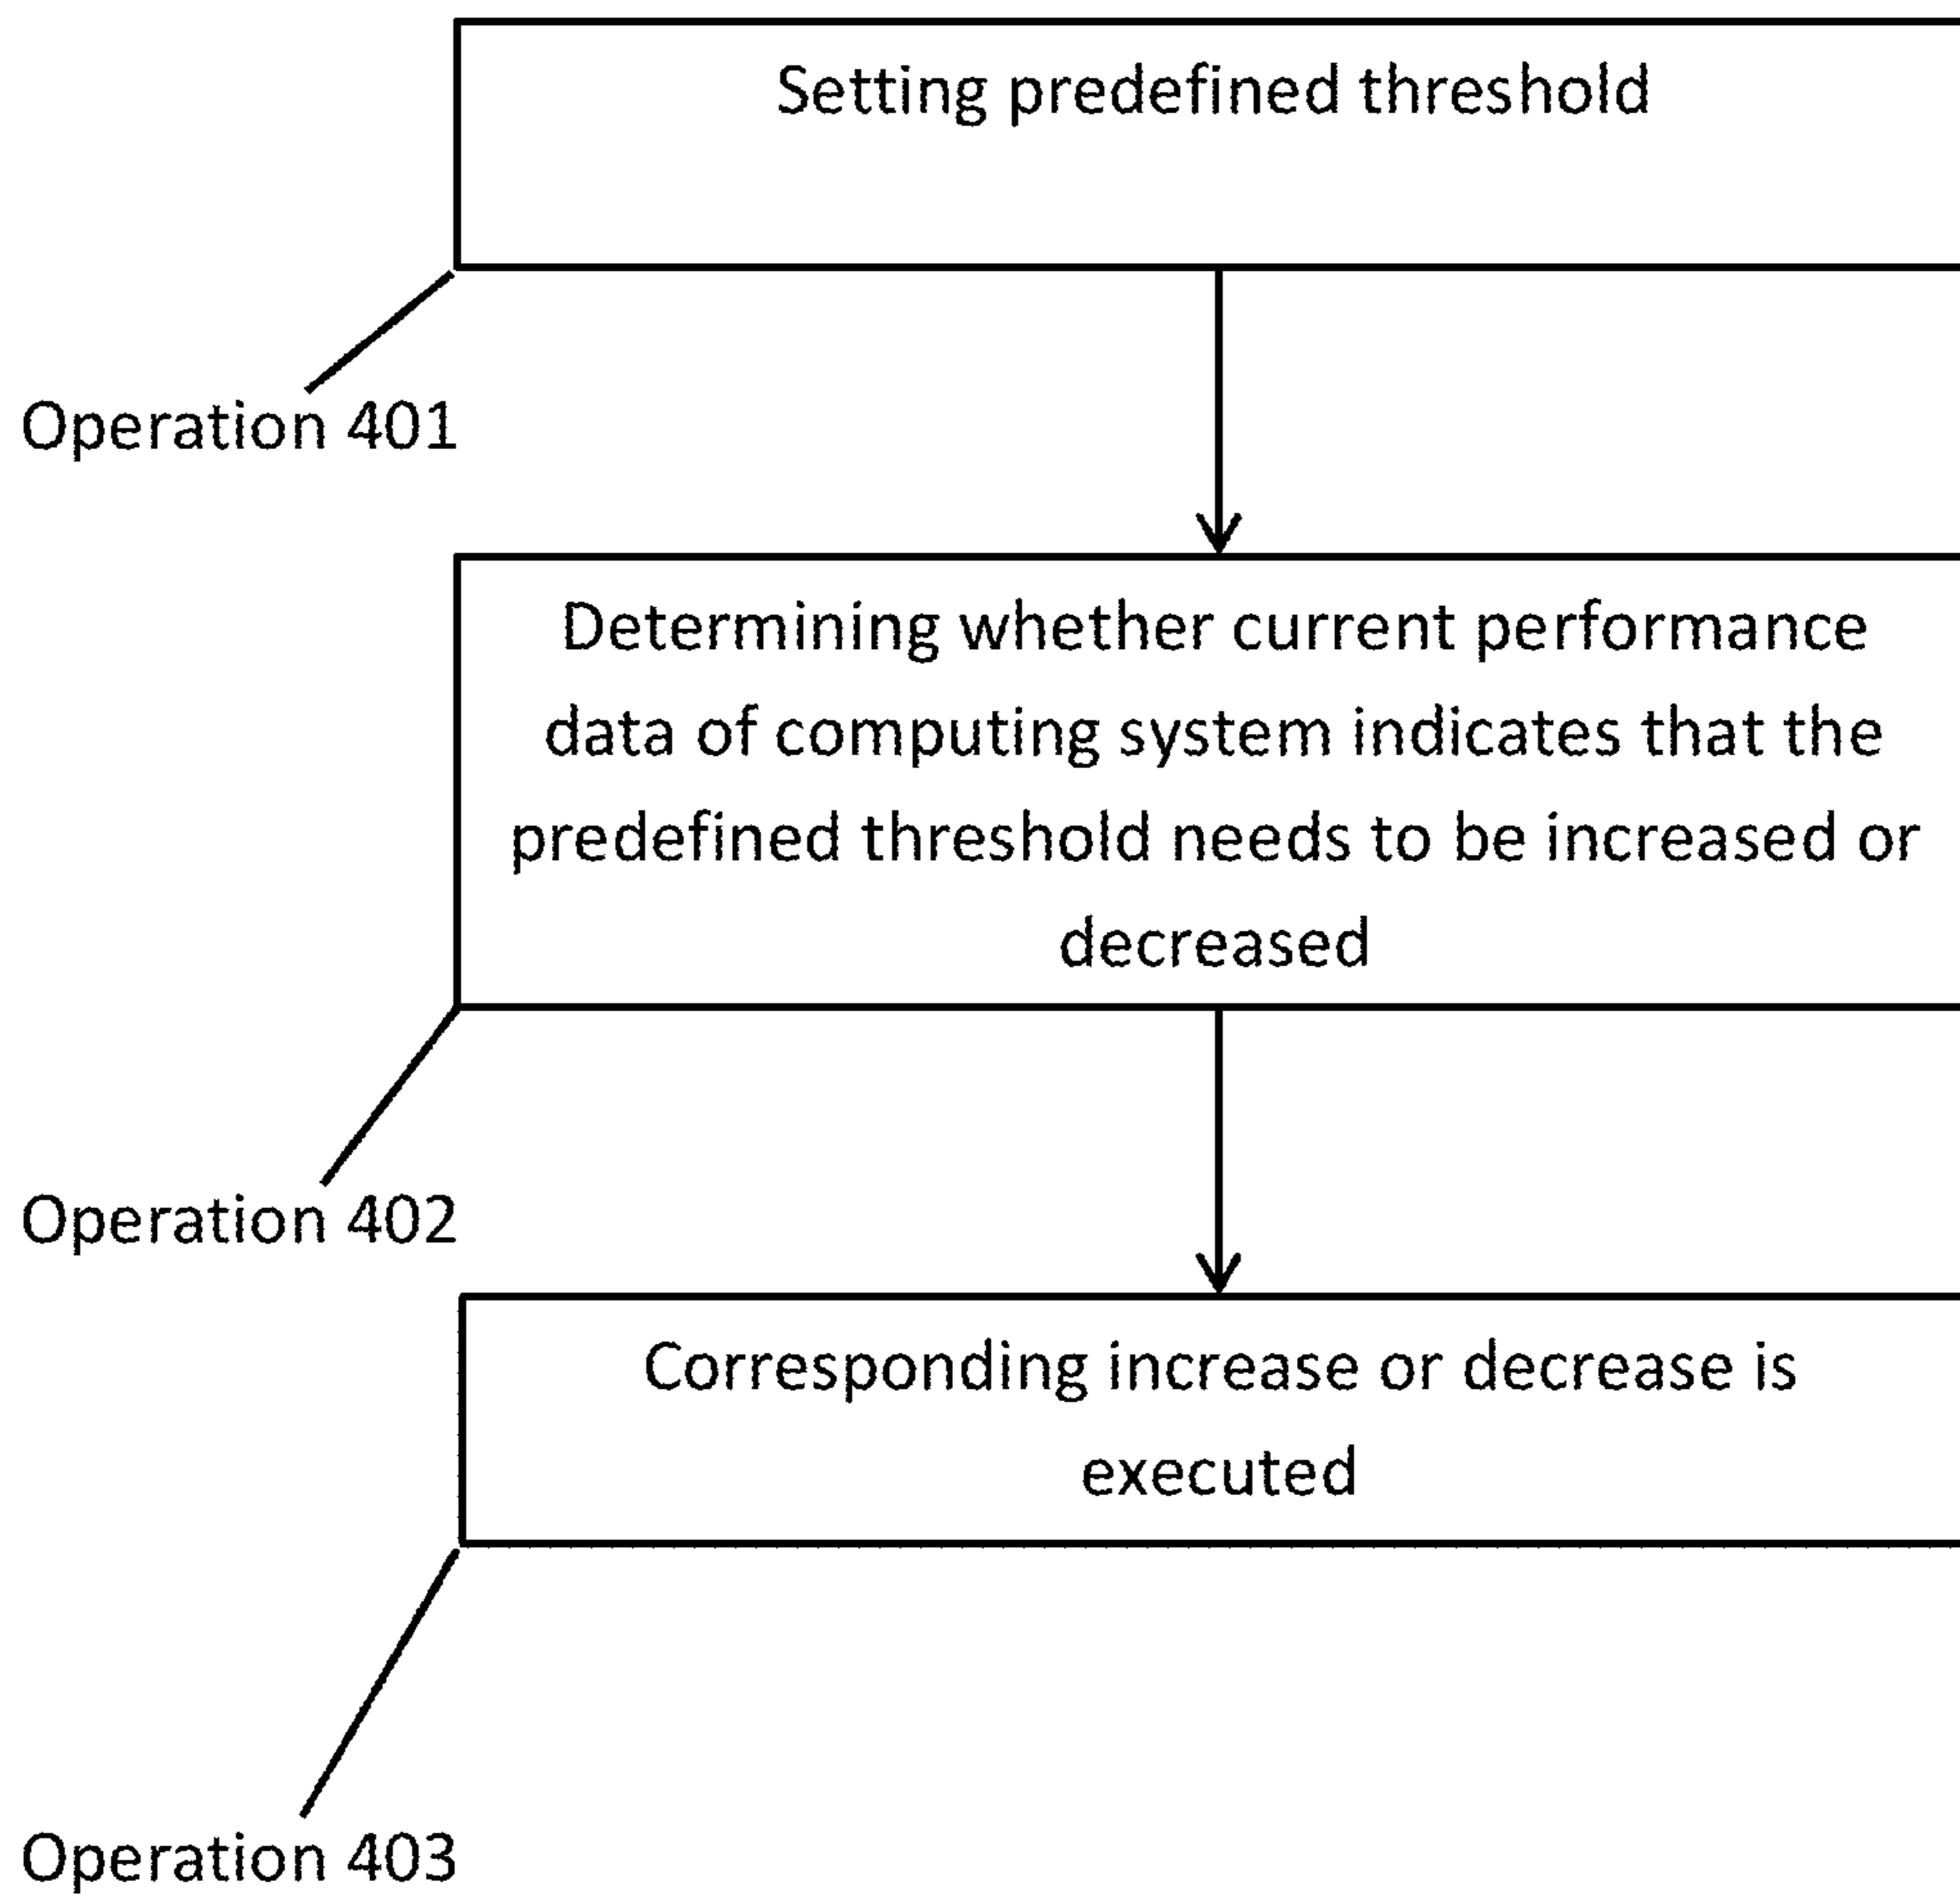 Setting predefined threshold
Operation 401
Determining whether current performance
data of computing system indicates that the
predefined threshold needs to be increased or
decreased
Operation 402
Corresponding increase or decrease is
executed
Operation 403